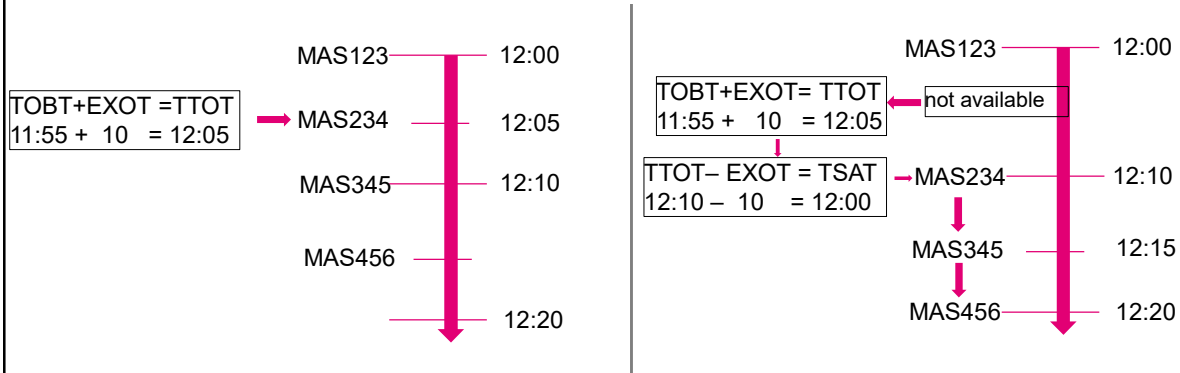 MAS123 12:00
TOBT+EXOT =TTOT
11:55 + 10 = 12:05
MAS234 12:05
MAS345 12:10
MAS456
12:20
MAS123 12:00
TOBT+EXOT= TTOT
11:55 + 10 = 12:05
not available
TTOT– EXOT = TSAT
12:10 – 10 = 12:00
MAS234 12:10
MAS345 12:15
MAS456 12:20